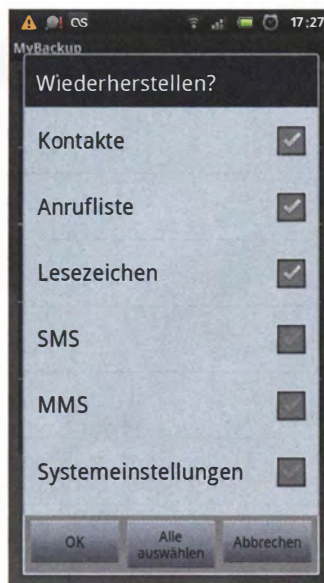 17:27
MyBackup
Wiederherstellen?
Kontakte
Anrufliste
Lesezeichen
SMS
MMS
Systemeinstellungen
OK
Alle
auswählen
Abbrechen